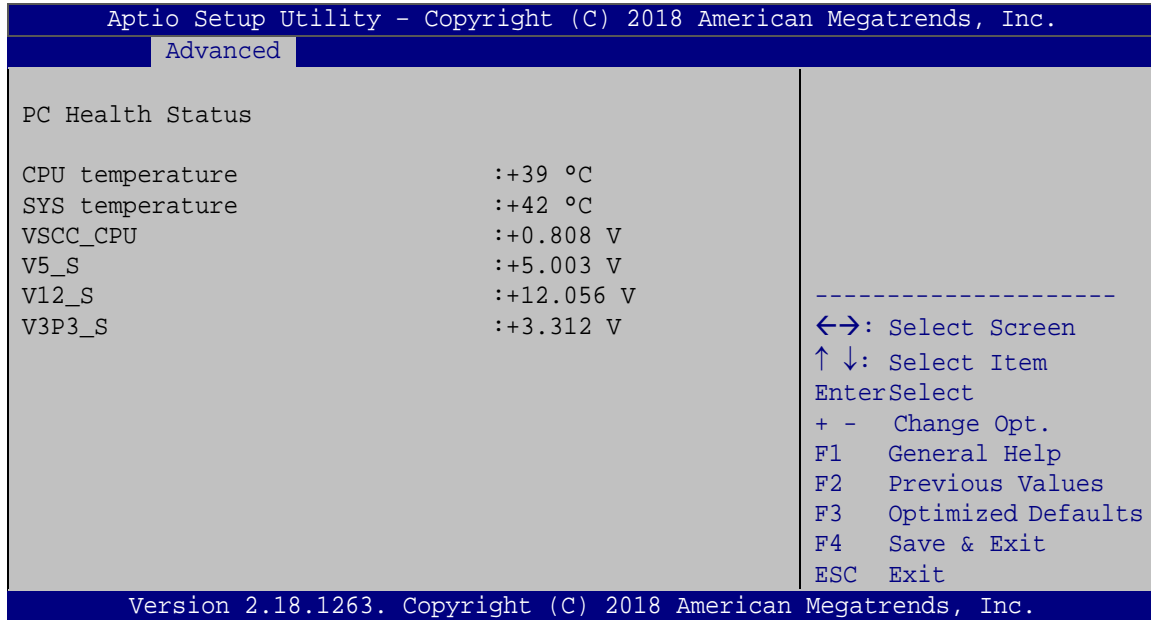 Aptio Setup Utility – Copyright (C) 2018 American Megatrends, Inc.
Advanced
PC Health Status
CPU temperature :+39 °C
SYS temperature :+42 °C
VSCC_CPU :+0.808 V
V5_S :+5.003 V
V12_S :+12.056 V
V3P3_S :+3.312 V
---------------------
←→: Select Screen
↑ ↓: Select Item
EnterSelect
+ - Change Opt.
F1 General Help
F2 Previous Values
F3 Optimized Defaults
F4 Save & Exit
ESC Exit
Version 2.18.1263. Copyright (C) 2018 American Megatrends, Inc.